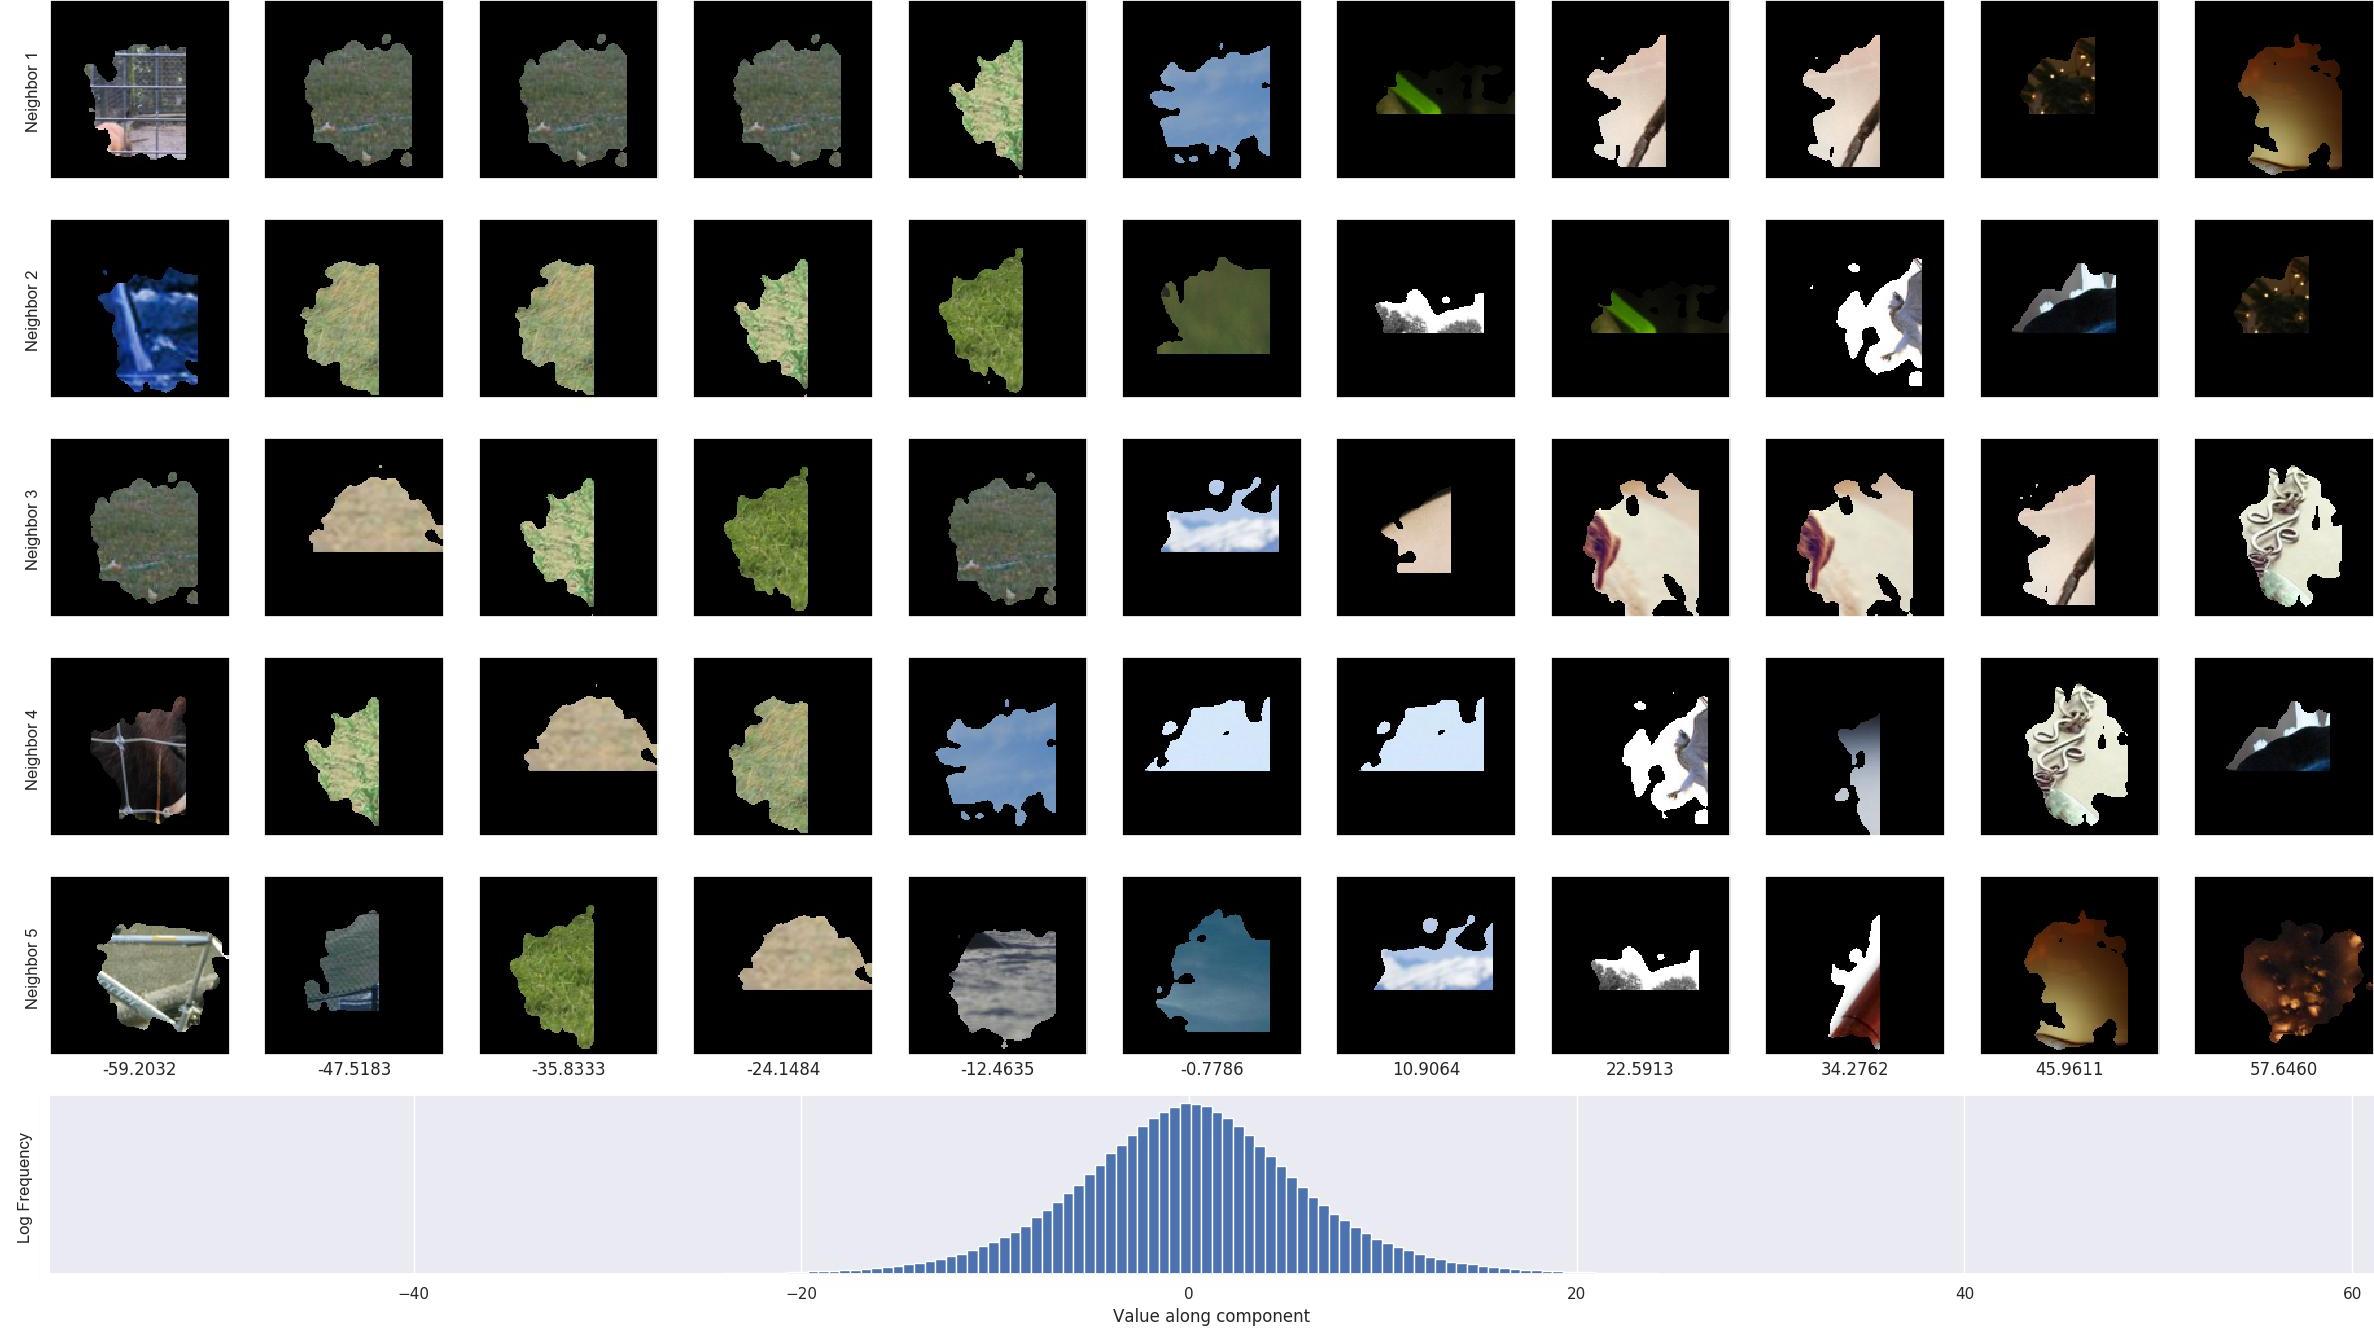 Neighbor 1
Neighbor 2
Neighbor 3
Neighbor 4
Neighbor 5
-59.2032 -47.5183 -35.8333 -24.1484 -12.4635 -0.7786 10.9064 22.5913 34.2762 45.9611 57.6460
Log Frequency
−40 −20 0 20 40 60
Value along component